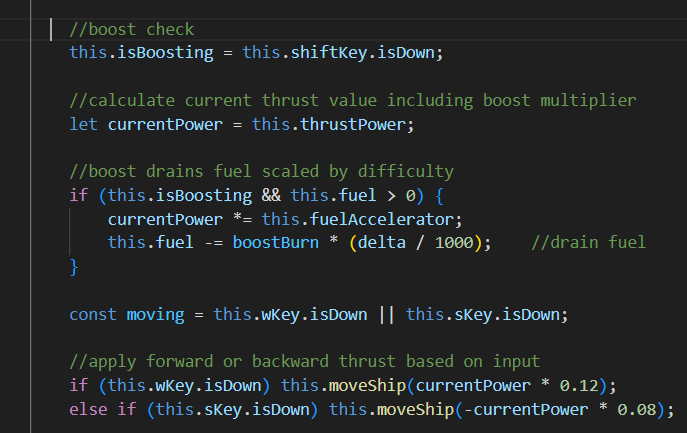 //boost check
this.isBoosting = this.shiftKey.isDown;
//calculate current thrust value including boost multiplier
let currentPower = this.thrustPower;
//boost drains fuel scaled by difficulty
if (this.isBoosting && this.fuel > 0) {
currentPower *= this.fuelAccelerator;
this.fuel -= boostBurn * (delta / 1000);    //drain fuel
}
const moving = this.wKey.isDown || this.sKey.isDown;
//apply forward or backward thrust based on input
if (this.wKey.isDown) this.moveShip(currentPower * 0.12);
else if (this.sKey.isDown) this.moveShip(-currentPower * 0.08);